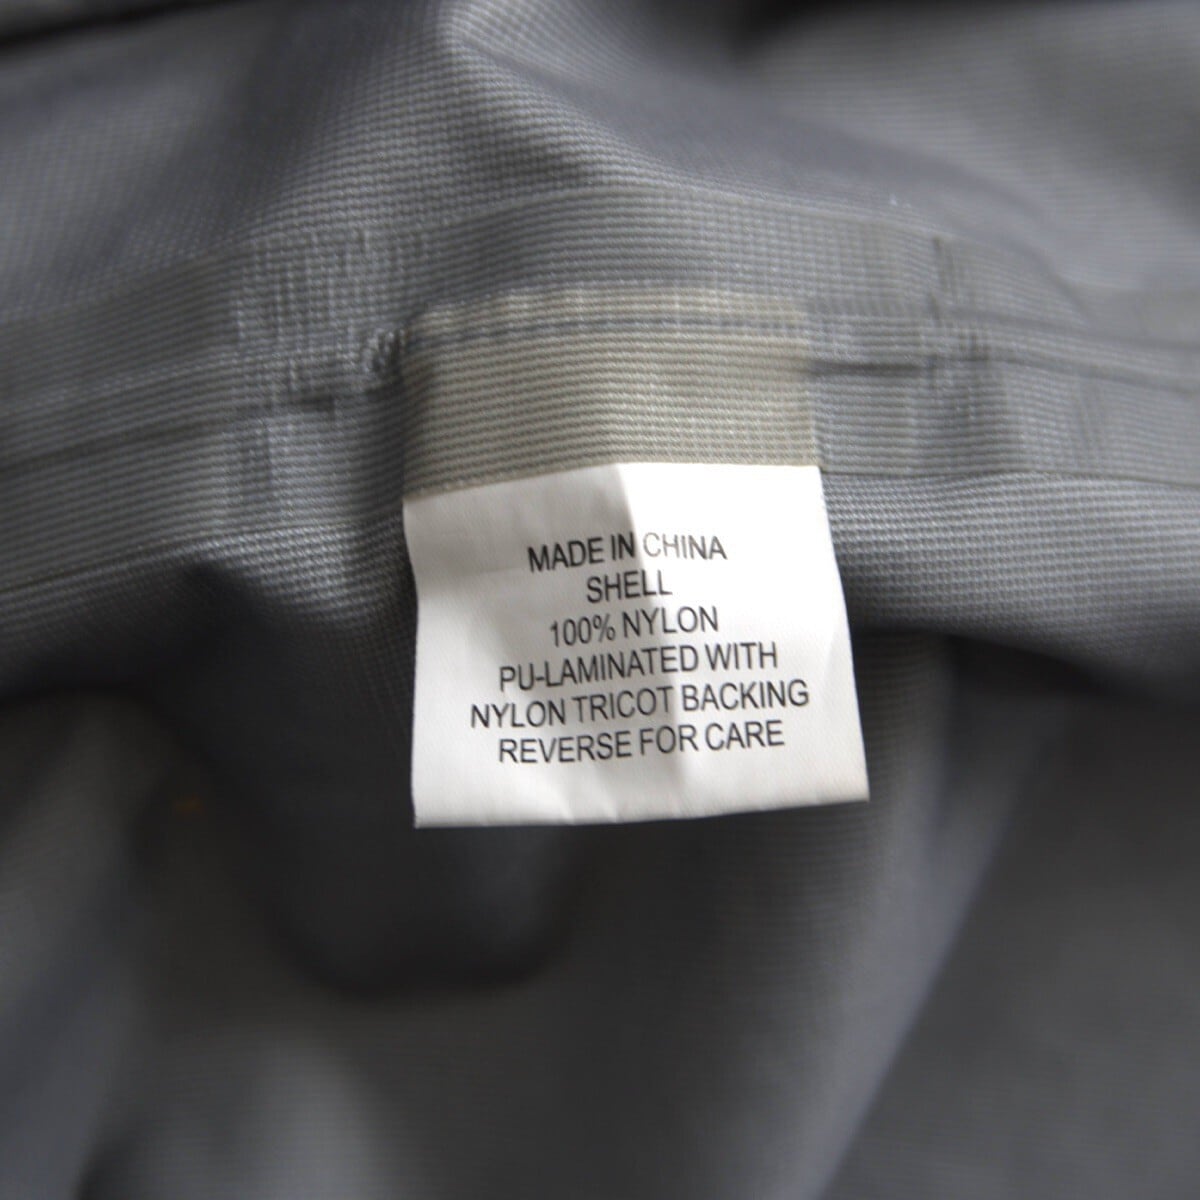 MADE IN CHINA
SHELL
100% NYLON
PU-LAMINATED WITH
NYLON TRICOT BACKING
REVERSE FOR CARE